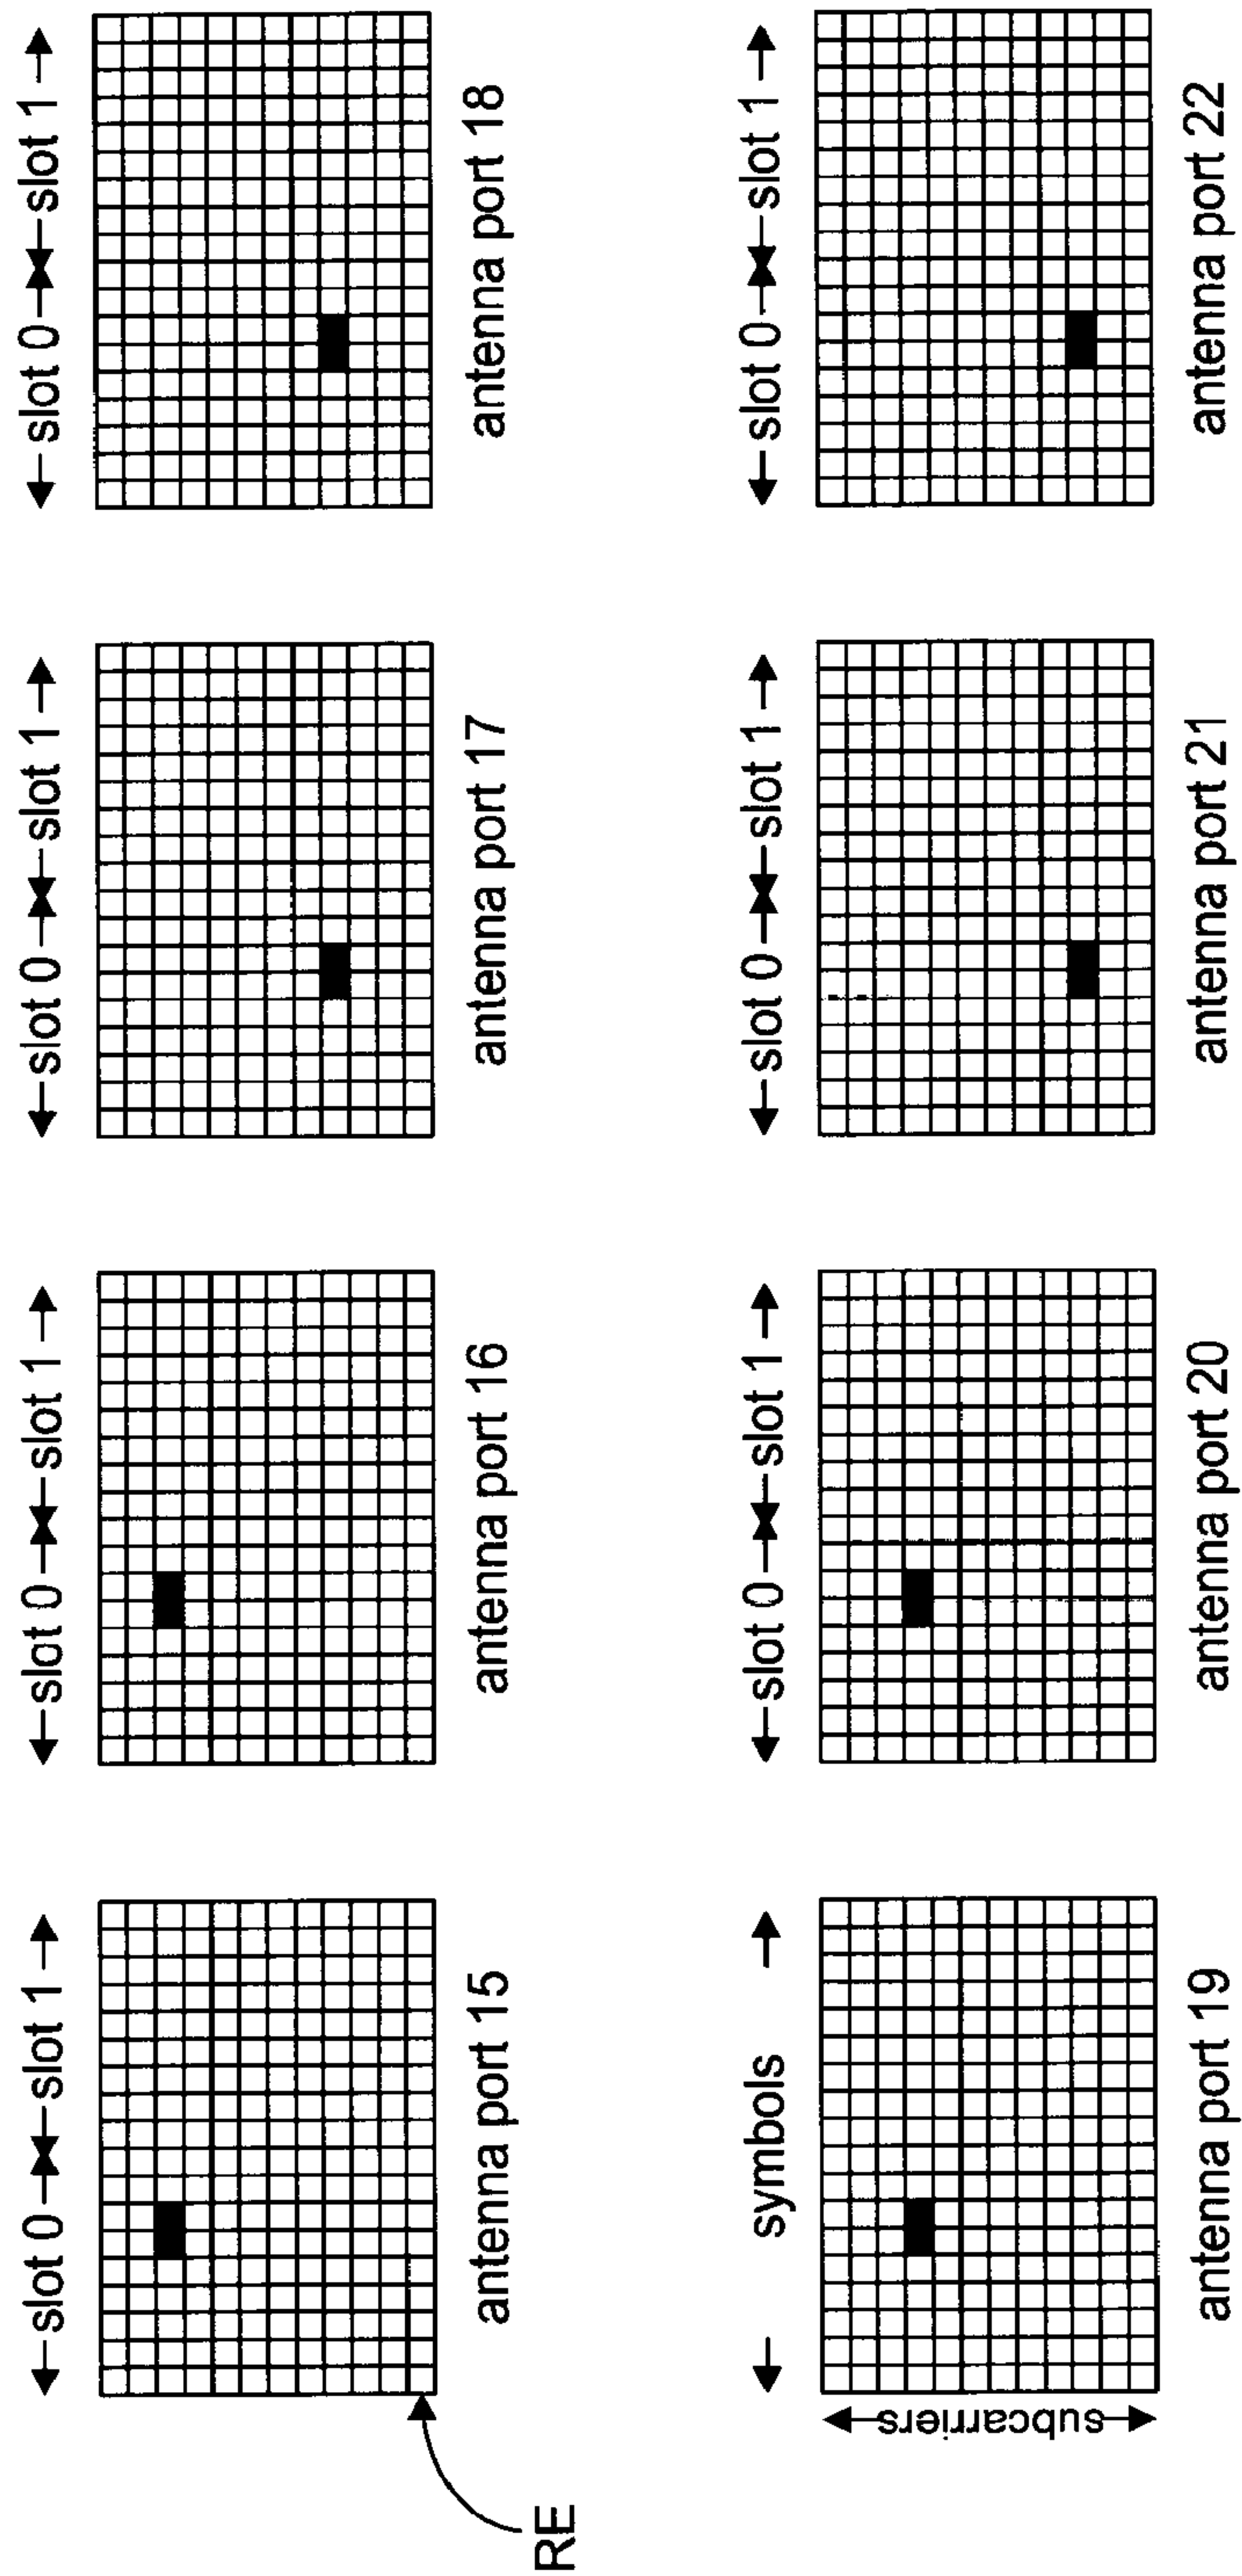 slot 0 slot 1
slot 0 slot 1
slot 0 slot 1
slot 0 slot 1
antenna port 15
antenna port 16
antenna port 17
antenna port 18
RE
symbols
slot 0 slot 1
slot 0 slot 1
slot 0 slot 1
subcarriers
antenna port 19
antenna port 20
antenna port 21
antenna port 22